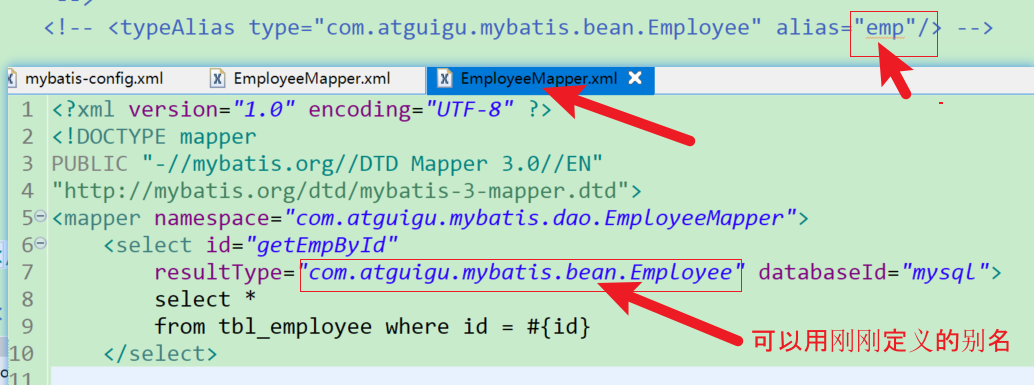 -->
<!-- <typeAlias type="com.atguigu.mybatis.bean.Employee" alias="emp"/> -->
mybatis-config.xml EmployeeMapper.xml EmployeeMapper.xml
1 <?xml version="1.0" encoding="UTF-8" ?>
2 <!DOCTYPE mapper
3 PUBLIC "-//mybatis.org//DTD Mapper 3.0//EN"
4 "http://mybatis.org/dtd/mybatis-3-mapper.dtd">
5 <mapper namespace="com.atguigu.mybatis.dao.EmployeeMapper">
6 <select id="getEmpById"
7 resultType="com.atguigu.mybatis.bean.Employee" databaseId="mysql">
8 select *
9 from tbl_employee where id = #{id}
可以用刚刚定义的别名
10 </select>
11